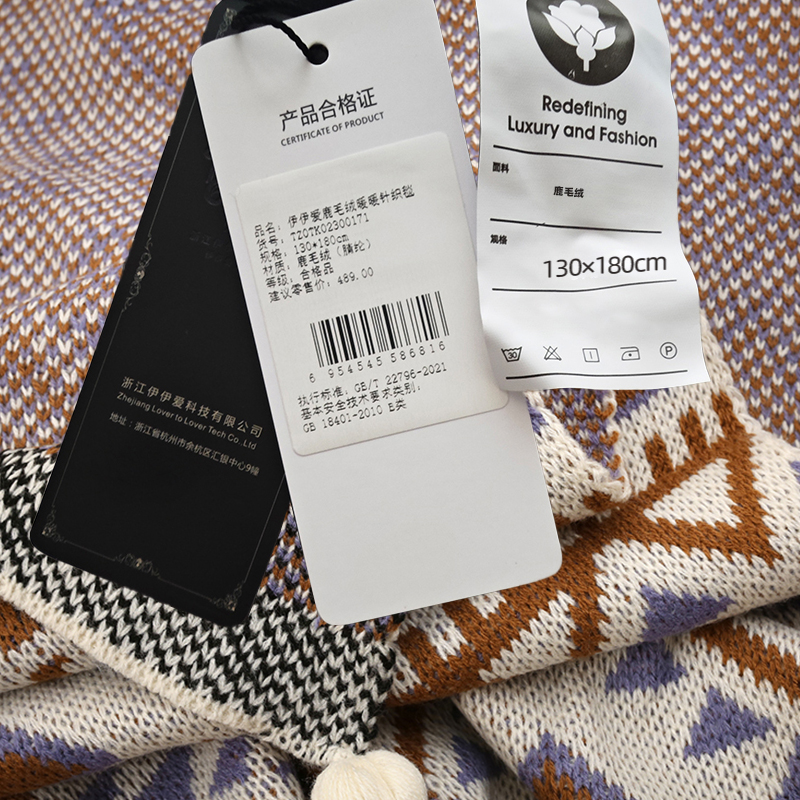 产品合格证
CERTIFICATE OF PRODUCT
品名：伊伊爱鹿毛绒暖暖针织毯
货号：TZ0TK02300171
规格：130*180cm
材质：鹿毛绒（腈纶）
等级：合格品
建议零售价：489.00
6 954545 586816
执行标准：GB/T 22796-2021
基本安全技术要求类别：
GB 18401-2010 B类
浙江伊伊爱科技有限公司
Zhejiang Lover to Lover Tech Co.,Ltd
地址：浙江省杭州市余杭区汇银中心9幢
Redefining
Luxury and Fashion
面料
鹿毛绒
规格
130×180cm
30
P